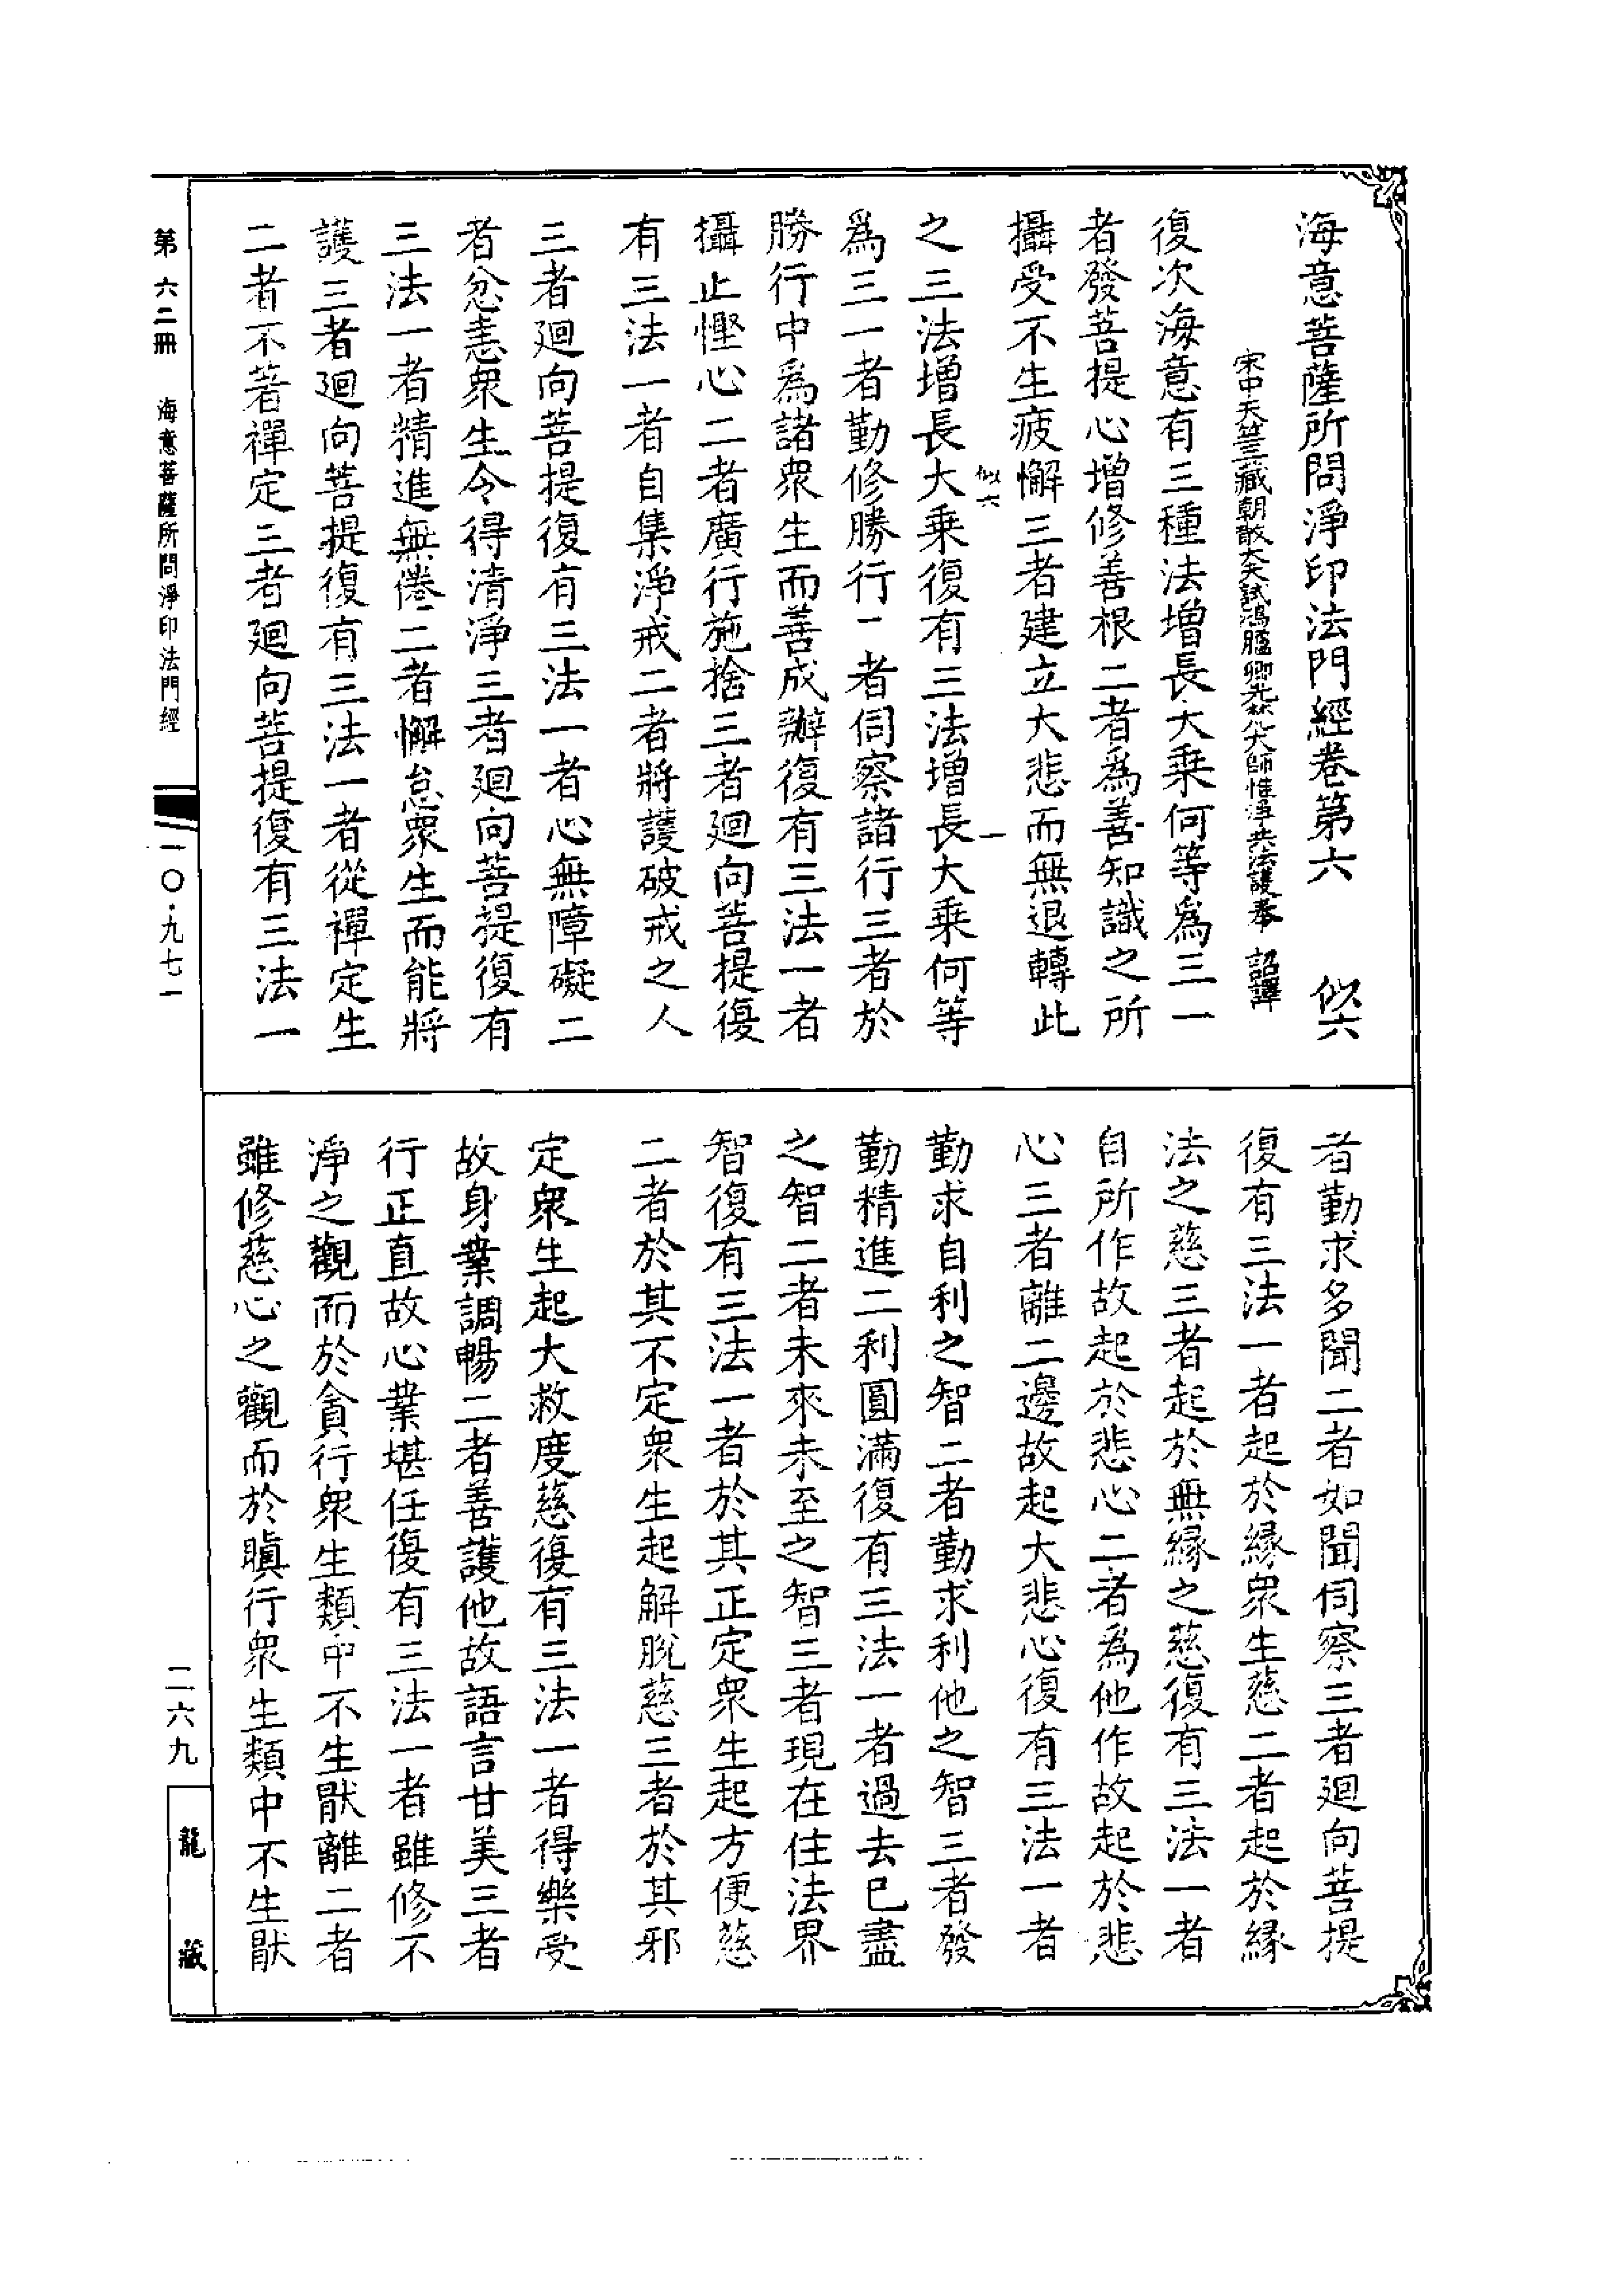 海意菩薩所問淨印法門經卷第六　似六
宋中天竺三藏朝散大夫試鴻臚卿光梵大師惟淨共法護奉　詔譯
復次海意有三種法增長大乘何等爲三一
者發菩提心增修善根二者爲善知識之所
攝受不生疲懈三者建立大悲而無退轉此
似六　一
之三法增長大乘復有三法增長大乘何等
爲三一者勤修勝行二者伺察諸行三者於
勝行中爲諸衆生而善成辦復有三法一者
攝止慳心二者廣行施捨三者廻向菩提復
有三法一者自集淨戒二者將護破戒之人
三者廻向菩提復有三法一者心無障礙二
者忿恚衆生令得清淨三者廻向菩提復有
三法一者精進無倦二者懈怠衆生而能將
護三者廻向菩提復有三法一者從禪定生
二者不著禪定三者廻向菩提復有三法一
者勤求多聞二者如聞伺察三者廻向菩提
復有三法一者起於緣衆生慈二者起於緣
法之慈三者起於無緣之慈復有三法一者
自所作故起於悲心二者爲他作故起於悲
心三者離二邊故起大悲心復有三法一者
勤求自利之智二者勤求利他之智三者發
勤精進二利圓滿復有三法一者過去已盡
之智二者未來未至之智三者現在住法界
智復有三法一者於其正定衆生起方便慈
二者於其不定衆生起解脫慈三者於其邪
定衆生起大救度慈復有三法一者得樂受
故身業調暢二者善護他故語言甘美三者
行正直故心業堪任復有三法一者雖修不
淨之觀而於貪行衆生類中不生猒離二者
雖修慈心之觀而於瞋行衆生類中不生猒
第六二冊　海意菩薩所問淨印法門經
一〇·九七一
二六九
龍藏